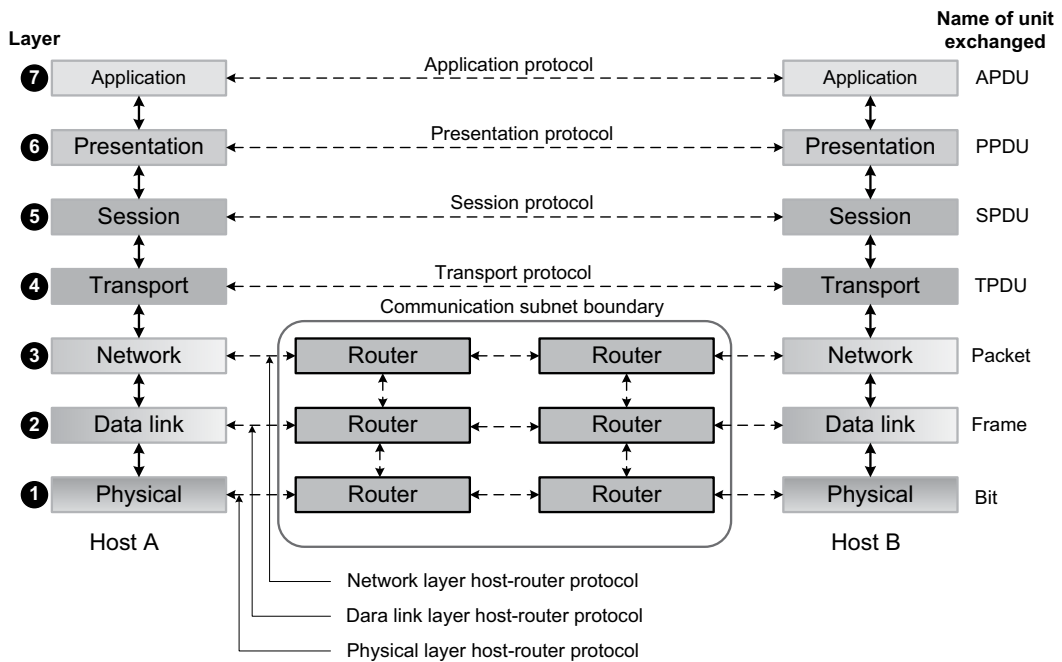 Layer
Name of unit
exchanged
7 Application Application protocol Application APDU
6 Presentation Presentation protocol Presentation PPDU
5 Session Session protocol Session SPDU
4 Transport Transport protocol Transport TPDU
Communication subnet boundary
3 Network Router Router Network Packet
2 Data link Router Router Data link Frame
1 Physical Router Router Physical Bit
Host A Host B
Network layer host-router protocol
Dara link layer host-router protocol
Physical layer host-router protocol